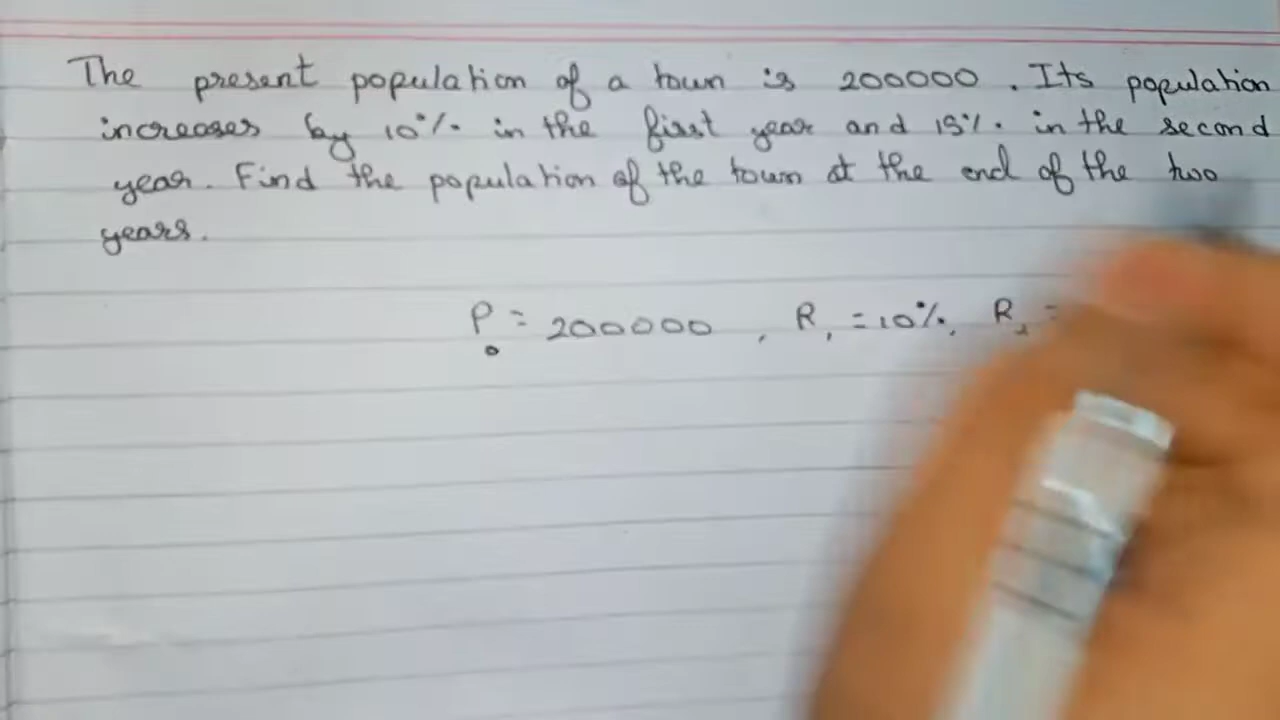 The present population of a town is 200000. Its population
increases by 10% in the first year and 15% in the second
year. Find the population of the town at the end of the two
years.
P₀ = 200000, R₁ = 10%, R₂ =